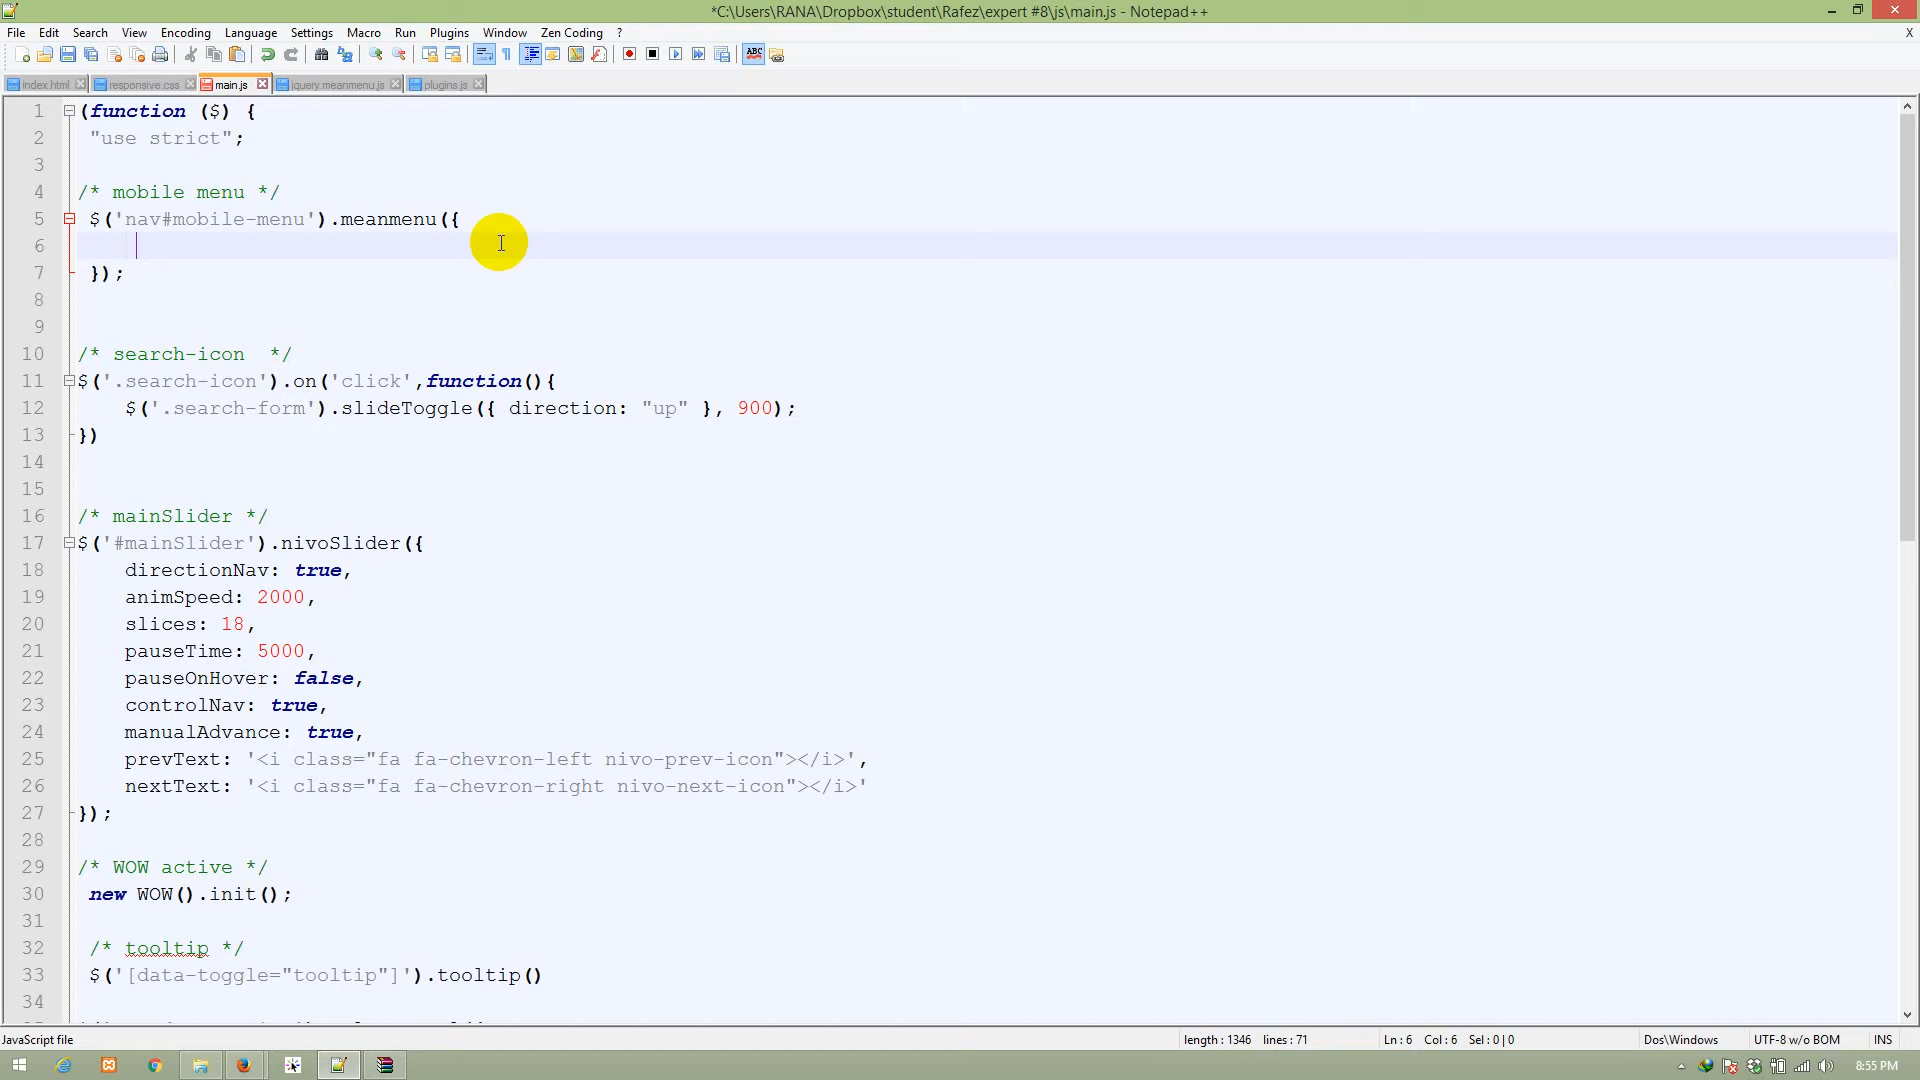 *C:\Users\RANA\Dropbox\student\Rafez\expert #8\js\main.js - Notepad++
File Edit Search View Encoding Language Settings Macro Run Plugins Window Zen Coding ? X
ABC
index.html responsive.css main.js jquery.meanmenu.js plugins.js
1 (function ($) {
2 "use strict";
3
4 /* mobile menu */
5 $('nav#mobile-menu').meanmenu({
6
7 });
8
9
10 /* search-icon  */
11 $('.search-icon').on('click',function(){
12 $('.search-form').slideToggle({ direction: "up" }, 900);
13 })
14
15
16 /* mainSlider */
17 $('#mainSlider').nivoSlider({
18 directionNav: true,
19 animSpeed: 2000,
20 slices: 18,
21 pauseTime: 5000,
22 pauseOnHover: false,
23 controlNav: true,
24 manualAdvance: true,
25 prevText: '<i class="fa fa-chevron-left nivo-prev-icon"></i>',
26 nextText: '<i class="fa fa-chevron-right nivo-next-icon"></i>'
27 });
28
29 /* WOW active */
30 new WOW().init();
31
32 /* tooltip */
33 $('[data-toggle="tooltip"]').tooltip()
34
JavaScript file length : 1346 lines : 71 Ln : 6 Col : 6 Sel : 0 | 0 Dos\Windows UTF-8 w/o BOM INS
8:55 PM